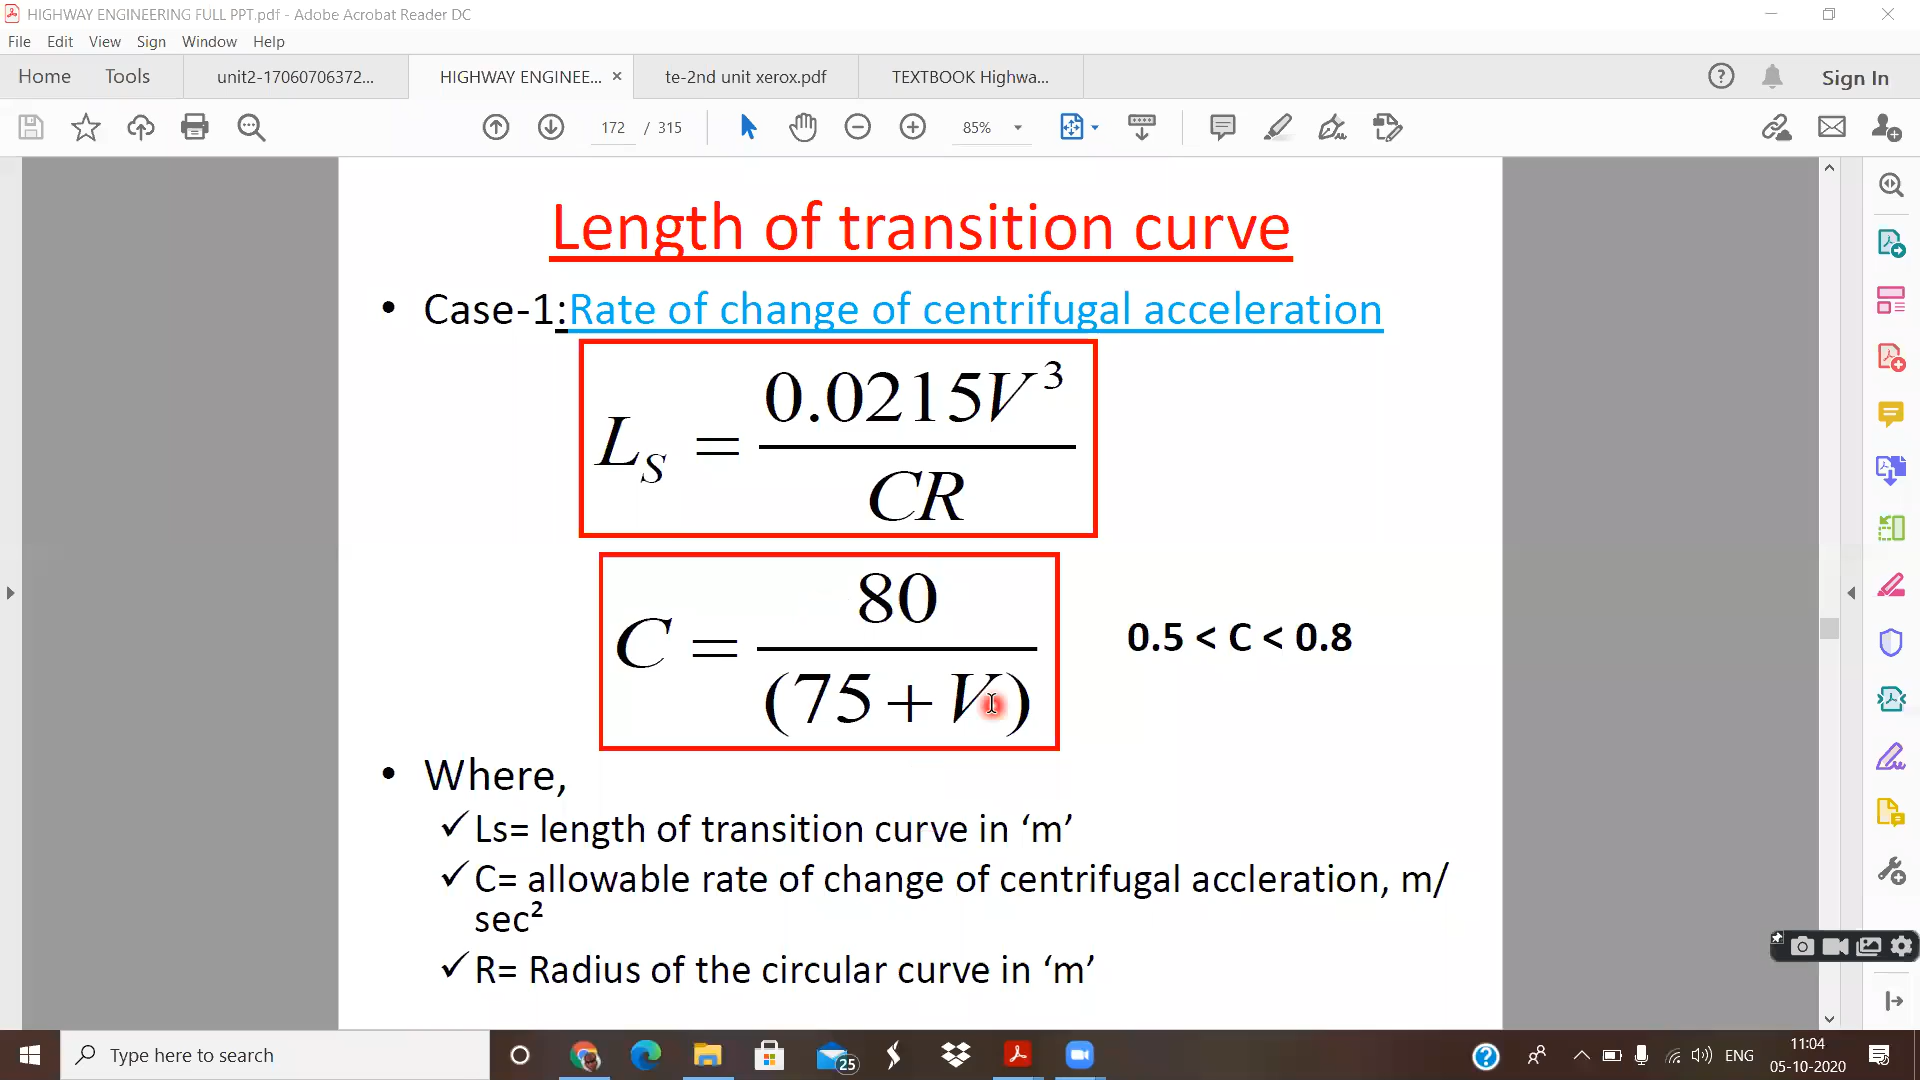 HIGHWAY ENGINEERING FULL PPT.pdf - Adobe Acrobat Reader DC
File Edit View Sign Window Help
Home Tools unit2-17060706372... HIGHWAY ENGINEE... × te-2nd unit xerox.pdf TEXTBOOK Highwa... Sign In
172 / 315 85%
Length of transition curve
• Case-1:Rate of change of centrifugal acceleration
L_S = 0.0215V^3 / CR
C = 80 / (75 + V) 0.5 < C < 0.8
• Where,
✓ Ls= length of transition curve in ‘m’
✓ C= allowable rate of change of centrifugal accleration, m/
sec²
✓ R= Radius of the circular curve in ‘m’
Type here to search 25 ENG 11:04
05-10-2020